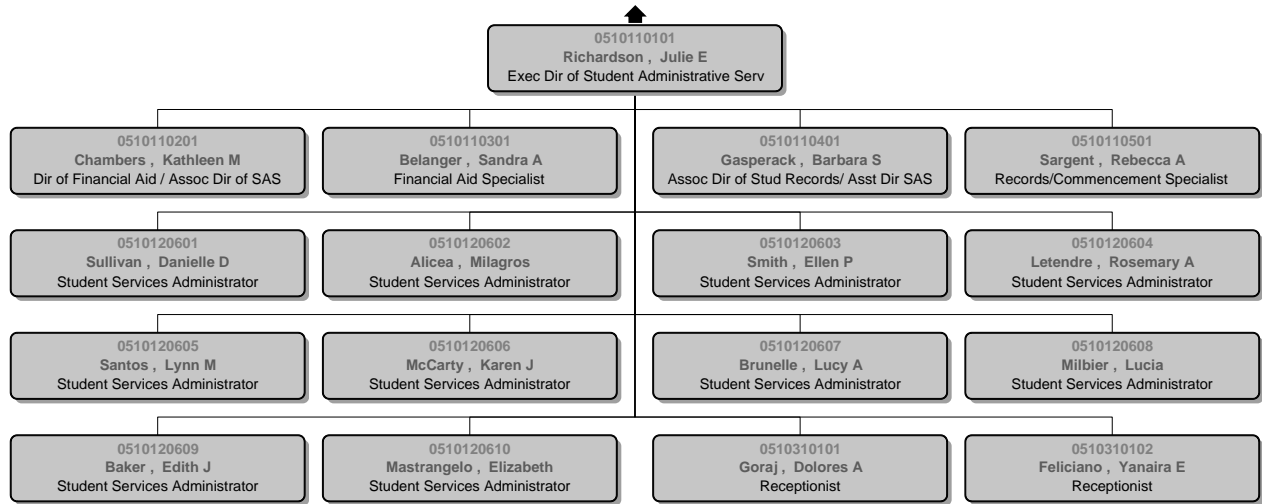 0510110101
Richardson , Julie E
Exec Dir of Student Administrative Serv
0510110201
Chambers , Kathleen M
Dir of Financial Aid / Assoc Dir of SAS
0510110301
Belanger , Sandra A
Financial Aid Specialist
0510110401
Gasperack , Barbara S
Assoc Dir of Stud Records/ Asst Dir SAS
0510110501
Sargent , Rebecca A
Records/Commencement Specialist
0510120601
Sullivan , Danielle D
Student Services Administrator
0510120602
Alicea , Milagros
Student Services Administrator
0510120603
Smith , Ellen P
Student Services Administrator
0510120604
Letendre , Rosemary A
Student Services Administrator
0510120605
Santos , Lynn M
Student Services Administrator
0510120606
McCarty , Karen J
Student Services Administrator
0510120607
Brunelle , Lucy A
Student Services Administrator
0510120608
Milbier , Lucia
Student Services Administrator
0510120609
Baker , Edith J
Student Services Administrator
0510120610
Mastrangelo , Elizabeth
Student Services Administrator
0510310101
Goraj , Dolores A
Receptionist
0510310102
Feliciano , Yanaira E
Receptionist